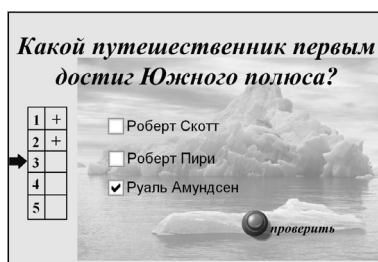 Какой путешественник первым
достиг Южного полюса?
1 +
2 +
3
4
5
Роберт Скотт
Роберт Пири
Руаль Амундсен
проверить